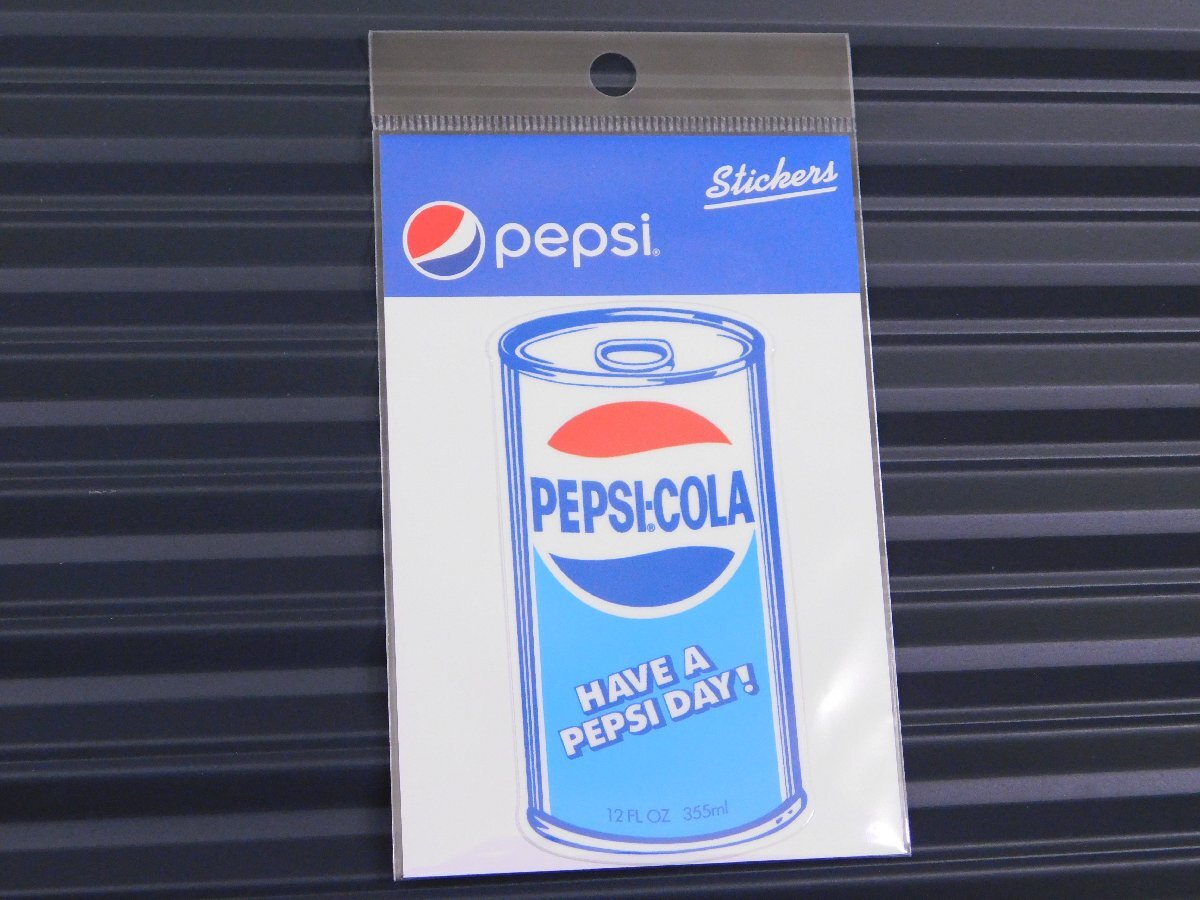 Stickers
pepsi®
PEPSI-COLA®
HAVE A
PEPSI DAY!
12 FL OZ 355ml